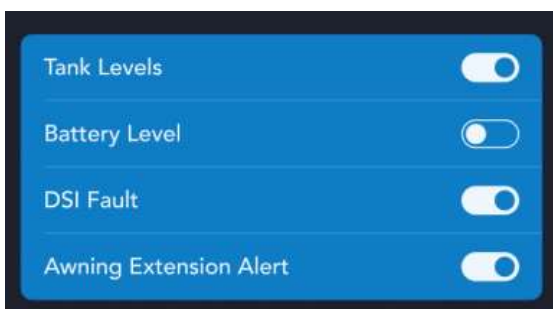 Tank Levels
Battery Level
DSI Fault
Awning Extension Alert